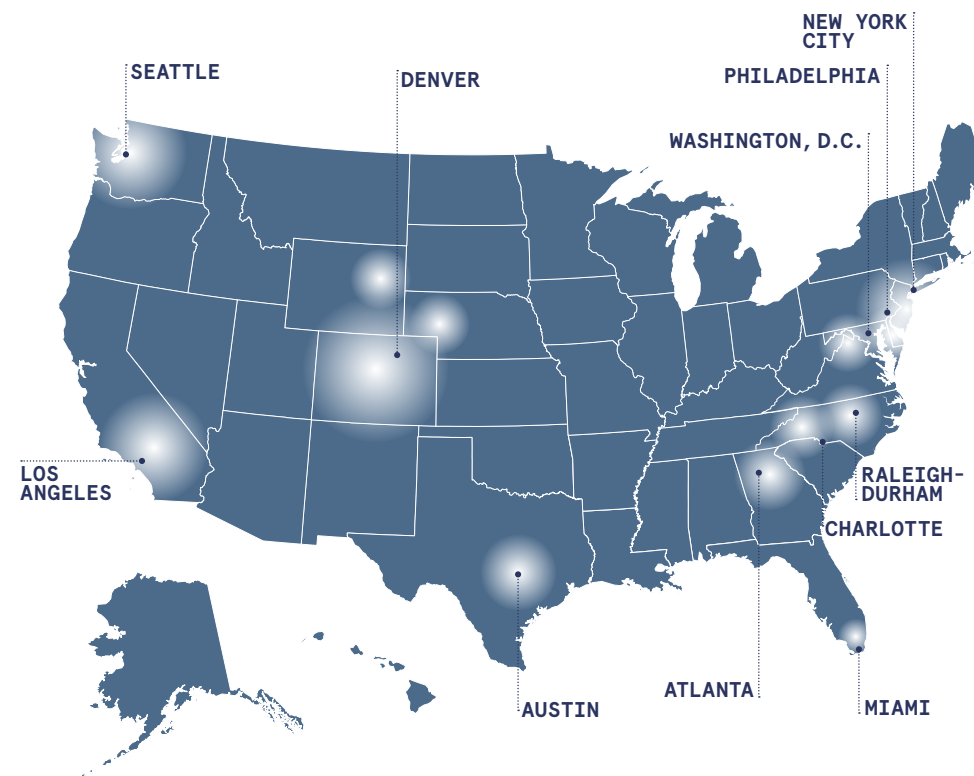 NEW YORK
CITY
SEATTLE
DENVER
PHILADELPHIA
WASHINGTON, D.C.
LOS
ANGELES
RALEIGH-
DURHAM
CHARLOTTE
ATLANTA
AUSTIN
MIAMI